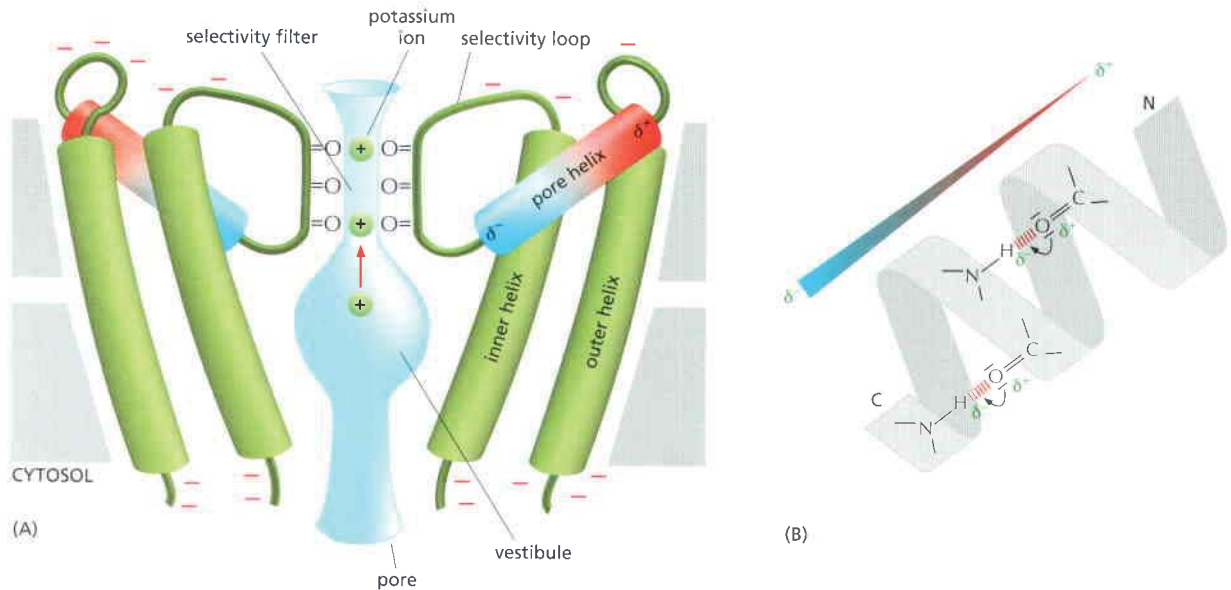 potassium
ion
selectivity filter
selectivity loop
=O
O=
=O
O=
=O
O=
+
+
+
δ+
pore helix
δ−
inner helix
outer helix
CYTOSOL
vestibule
pore
(A)
δ+
N
C
O
δ+
H
δ−
N
δ−
C
O
δ+
H
δ−
N
C
(B)